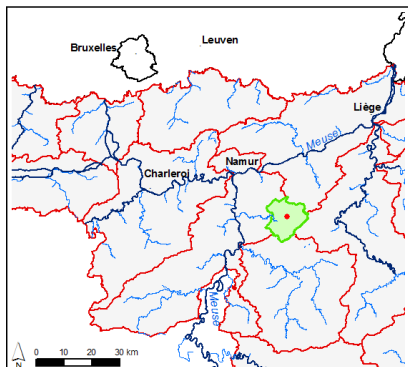 Leuven
Bruxelles
Liège
Meuse
Namur
Charleroi
Meuse
N
0 10 20 30 km